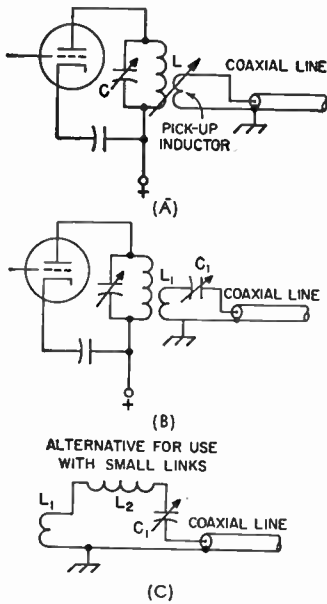 C
L
COAXIAL LINE
PICK-UP
INDUCTOR
+
(A)
L1
C1
COAXIAL LINE
+
(B)
ALTERNATIVE FOR USE
WITH SMALL LINKS
L1
L2
C1
COAXIAL LINE
(C)